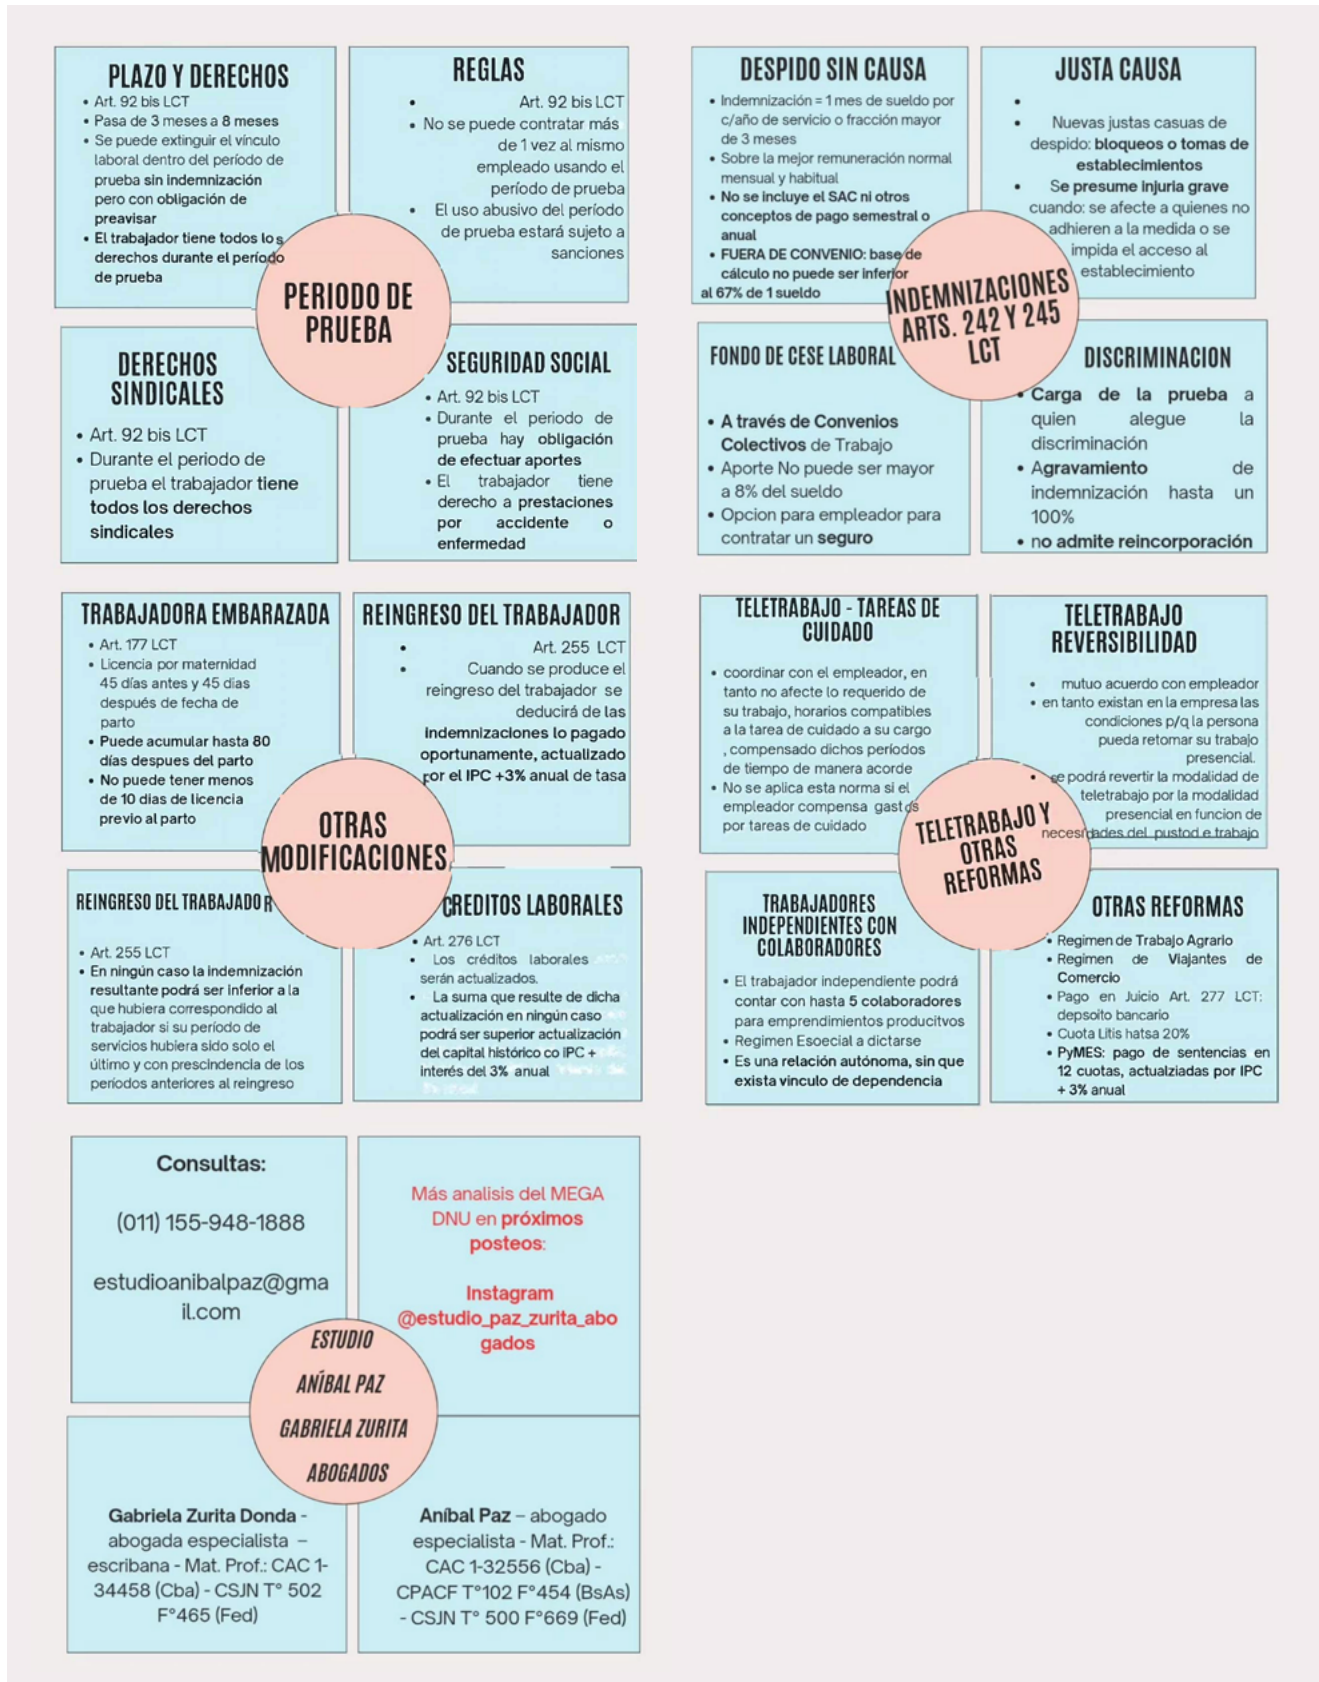 PLAZO Y DERECHOS
• Art. 92 bis LCT
• Pasa de 3 meses a 8 meses
• Se puede extinguir el vínculo
laboral dentro del período de
prueba sin indemnización
pero con obligación de
preavisar
• El trabajador tiene todos los
derechos durante el período
de prueba
REGLAS
• Art. 92 bis LCT
• No se puede contratar más
de 1 vez al mismo
empleado usando el
período de prueba
• El uso abusivo del período
de prueba estará sujeto a
sanciones
PERIODO DE
PRUEBA
DERECHOS
SINDICALES
• Art. 92 bis LCT
• Durante el periodo de
prueba el trabajador tiene
todos los derechos
sindicales
SEGURIDAD SOCIAL
• Art. 92 bis LCT
• Durante el periodo de
prueba hay obligación
de efectuar aportes
• El trabajador tiene
derecho a prestaciones
por accidente o
enfermedad
DESPIDO SIN CAUSA
• Indemnización = 1 mes de sueldo por
c/año de servicio o fracción mayor
de 3 meses
• Sobre la mejor remuneración normal
mensual y habitual
• No se incluye el SAC ni otros
conceptos de pago semestral o
anual
• FUERA DE CONVENIO: base de
cálculo no puede ser inferior
al 67% de 1 sueldo
JUSTA CAUSA
•
• Nuevas justas casuas de
despido: bloqueos o tomas de
establecimientos
• Se presume injuria grave
cuando: se afecte a quienes no
adhieren a la medida o se
impida el acceso al
establecimiento
INDEMNIZACIONES
ARTS. 242 Y 245
LCT
FONDO DE CESE LABORAL
• A través de Convenios
Colectivos de Trabajo
• Aporte No puede ser mayor
a 8% del sueldo
• Opcion para empleador para
contratar un seguro
DISCRIMINACION
• Carga de la prueba a
quien alegue la
discriminación
• Agravamiento de
indemnización hasta un
100%
• no admite reincorporación
TRABAJADORA EMBARAZADA
• Art. 177 LCT
• Licencia por maternidad
45 días antes y 45 dias
después de fecha de
parto
• Puede acumular hasta 80
días despues del parto
• No puede tener menos
de 10 dias de licencia
previo al parto
REINGRESO DEL TRABAJADOR
• Art. 255 LCT
• Cuando se produce el
reingreso del trabajador se
deducirá de las
indemnizaciones lo pagado
oportunamente, actualizado
por el IPC +3% anual de tasa
OTRAS
MODIFICACIONES
REINGRESO DEL TRABAJADOR
• Art. 255 LCT
• En ningún caso la indemnización
resultante podrá ser inferior a la
que hubiera correspondido al
trabajador si su período de
servicios hubiera sido solo el
último y con prescindencia de los
períodos anteriores al reingreso
CREDITOS LABORALES
• Art. 276 LCT
• Los créditos laborales
serán actualizados.
• La suma que resulte de dicha
actualización en ningún caso
podrá ser superior actualización
del capital histórico co IPC +
interés del 3% anual
TELETRABAJO - TAREAS DE
CUIDADO
• coordinar con el empleador, en
tanto no afecte lo requerido de
su trabajo, horarios compatibles
a la tarea de cuidado a su cargo
, compensado dichos períodos
de tiempo de manera acorde
• No se aplica esta norma si el
empleador compensa gastos
por tareas de cuidado
TELETRABAJO
REVERSIBILIDAD
• mutuo acuerdo con empleador
• en tanto existan en la empresa las
condiciones p/q la persona
pueda retomar su trabajo
presencial.
• se podrá revertir la modalidad de
teletrabajo por la modalidad
presencial en funcion de
necesidades del pustod e trabajo
TELETRABAJO Y
OTRAS
REFORMAS
TRABAJADORES
INDEPENDIENTES CON
COLABORADORES
• El trabajador independiente podrá
contar con hasta 5 colaboradores
para emprendimientos producitvos
• Regimen Esoecial a dictarse
• Es una relación autónoma, sin que
exista vinculo de dependencia
OTRAS REFORMAS
• Regimen de Trabajo Agrario
• Regimen de Viajantes de
Comercio
• Pago en Juicio Art. 277 LCT:
depsoito bancario
• Cuota Litis hatsa 20%
• PyMES: pago de sentencias en
12 cuotas, actualziadas por IPC
+ 3% anual
Consultas:
(011) 155-948-1888
estudioanibalpaz@gma
il.com
Más analisis del MEGA
DNU en próximos
posteos:
Instagram
@estudio_paz_zurita_abo
gados
ESTUDIO
ANÍBAL PAZ
GABRIELA ZURITA
ABOGADOS
Gabriela Zurita Donda -
abogada especialista –
escribana - Mat. Prof.: CAC 1-
34458 (Cba) - CSJN T° 502
F°465 (Fed)
Aníbal Paz – abogado
especialista - Mat. Prof.:
CAC 1-32556 (Cba) -
CPACF T°102 F°454 (BsAs)
- CSJN T° 500 F°669 (Fed)